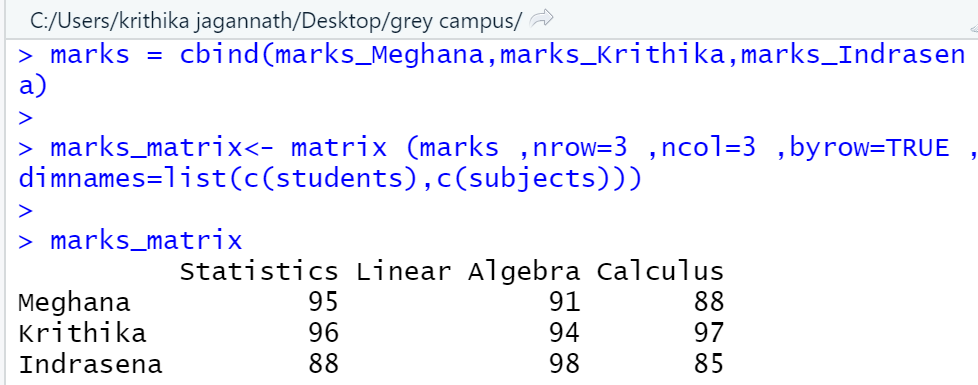 C:/Users/krithika jagannath/Desktop/grey campus/
> marks = cbind(marks_Meghana,marks_Krithika,marks_Indrasen
a)
>
> marks_matrix<- matrix (marks ,nrow=3 ,ncol=3 ,byrow=TRUE ,
dimnames=list(c(students),c(subjects)))
>
> marks_matrix
          Statistics Linear Algebra Calculus
Meghana           95             91       88
Krithika          96             94       97
Indrasena         88             98       85